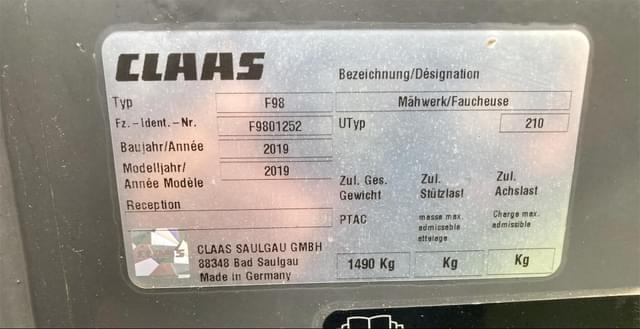 CLAAS
Bezeichnung/Désignation
Typ F98 Mähwerk/Faucheuse
Fz.-Ident.-Nr. F9801252 UTyp 210
Baujahr/Année 2019
Modelljahr/ 2019
Année Modèle
Reception
Zul. Ges. Zul. Zul.
Gewicht Stützlast Achslast
PTAC masse max. Charge max.
admissable admissible
attelage
1490 Kg Kg Kg
CLAAS
CLAAS SAULGAU GMBH
88348 Bad Saulgau
Made in Germany